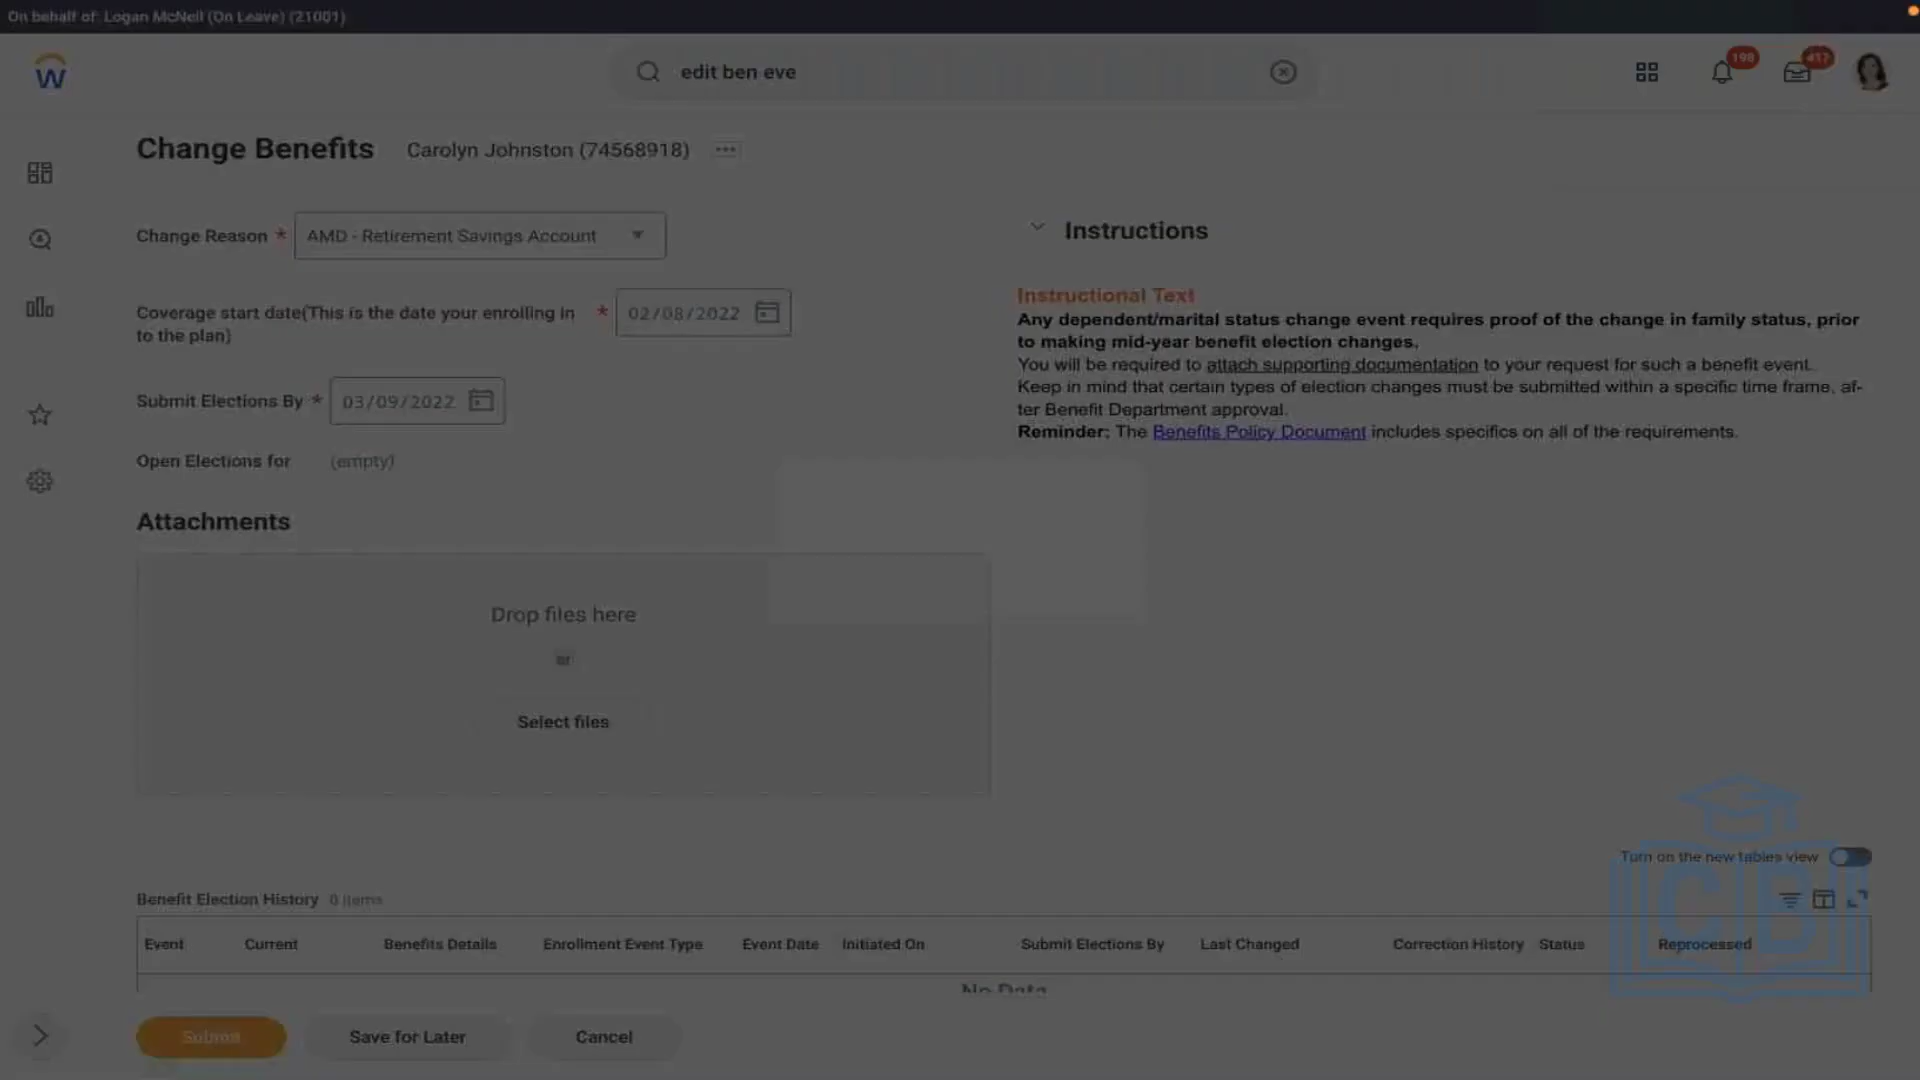 On behalf of: Logan McNeil (On Leave) (21001)
edit ben eve
198
417
Change Benefits Carolyn Johnston (74568918)
Change Reason * AMD - Retirement Savings Account
Coverage start date(This is the date your enrolling in * 02/08/2022
to the plan)
Submit Elections By * 03/09/2022
Open Elections for (empty)
Attachments
Drop files here
or
Select files
Instructions
Instructional Text
Any dependent/marital status change event requires proof of the change in family status, prior
to making mid-year benefit election changes.
You will be required to attach supporting documentation to your request for such a benefit event.
Keep in mind that certain types of election changes must be submitted within a specific time frame, af-
ter Benefit Department approval.
Reminder: The Benefits Policy Document includes specifics on all of the requirements.
Turn on the new tables view
Benefit Election History 0 items
Event Current Benefits Details Enrollment Event Type Event Date Initiated On Submit Elections By Last Changed Correction History Status Reprocessed
No Data
CB
Submit Save for Later Cancel